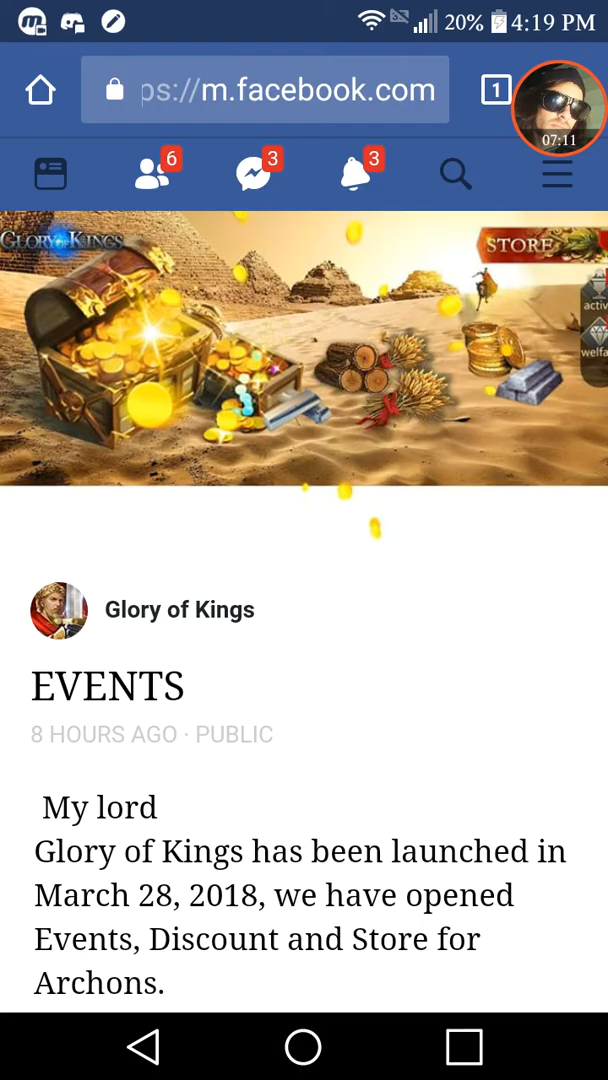 20% 4:19 PM
ps://m.facebook.com
1
07:11
6
3
3
GLORY OF KINGS
STORE
activ
welfa
Glory of Kings
EVENTS
8 HOURS AGO · PUBLIC
My lord
Glory of Kings has been launched in
March 28, 2018, we have opened
Events, Discount and Store for
Archons.